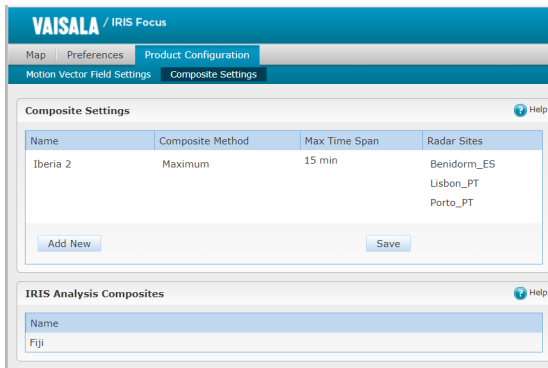 VAISALA / IRIS Focus
Map Preferences Product Configuration
Motion Vector Field Settings Composite Settings
Composite Settings ? Help
Name Composite Method Max Time Span Radar Sites
Iberia 2 Maximum 15 min Benidorm_ES
Lisbon_PT
Porto_PT
Add New Save
IRIS Analysis Composites ? Help
Name
Fiji